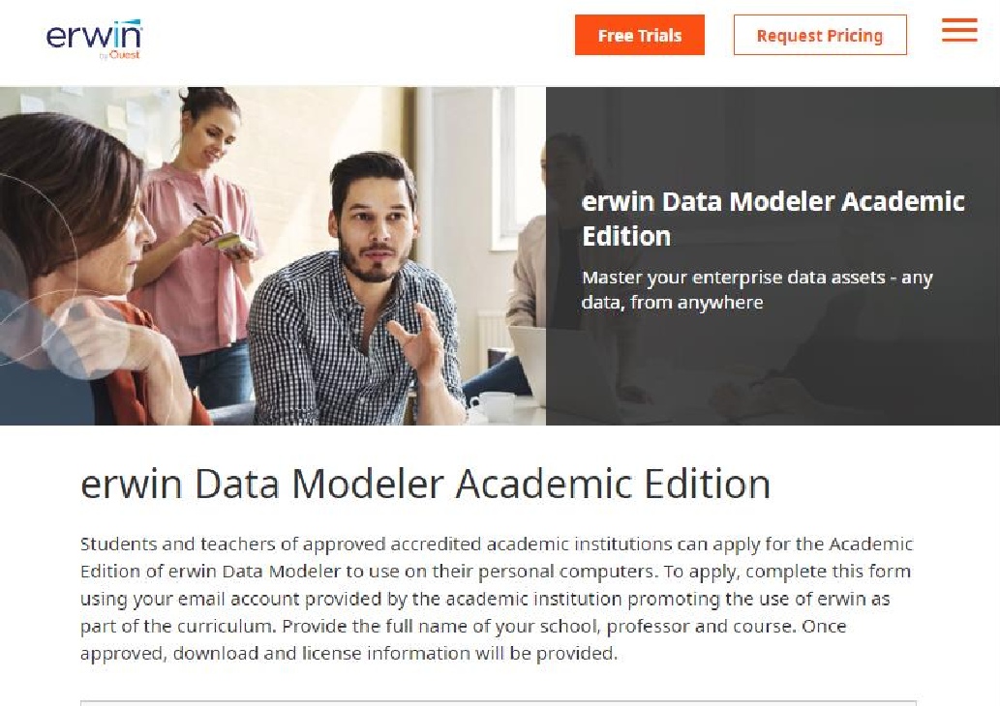 erwin
by Quest
Free Trials
Request Pricing
erwin Data Modeler Academic
Edition
Master your enterprise data assets - any
data, from anywhere
erwin Data Modeler Academic Edition
Students and teachers of approved accredited academic institutions can apply for the Academic
Edition of erwin Data Modeler to use on their personal computers. To apply, complete this form
using your email account provided by the academic institution promoting the use of erwin as
part of the curriculum. Provide the full name of your school, professor and course. Once
approved, download and license information will be provided.